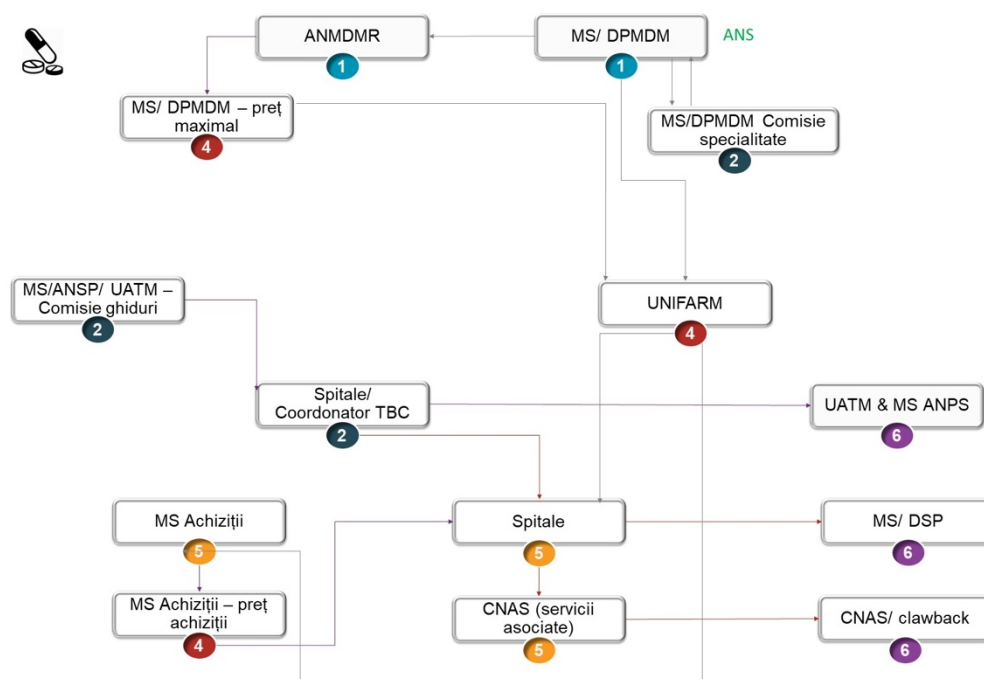 ANMDMR
1
MS/ DPMDM
1
ANS
MS/ DPMDM – preț
maximal
4
MS/DPMDM Comisie
specialitate
2
MS/ANSP/ UATM –
Comisie ghiduri
2
UNIFARM
4
Spitale/
Coordonator TBC
2
UATM & MS ANPS
6
MS Achiziții
5
Spitale
5
MS/ DSP
6
MS Achiziții – preț
achiziții
4
CNAS (servicii
asociate)
5
CNAS/ clawback
6